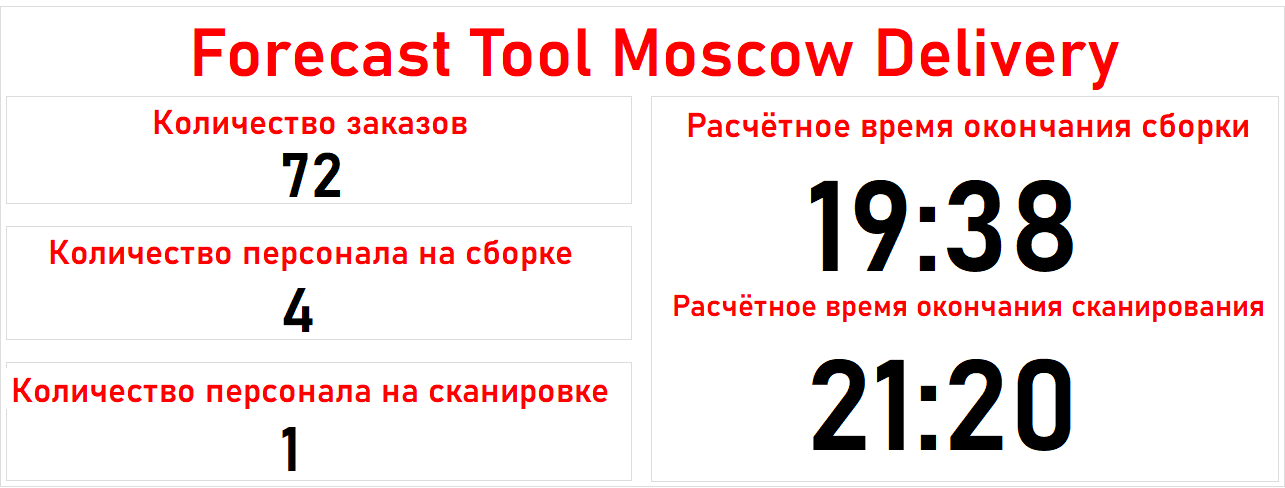 Forecast Tool Moscow Delivery
Количество заказов
72
Количество персонала на сборке
4
Количество персонала на сканировке
1
Расчётное время окончания сборки
19:38
Расчётное время окончания сканирования
21:20